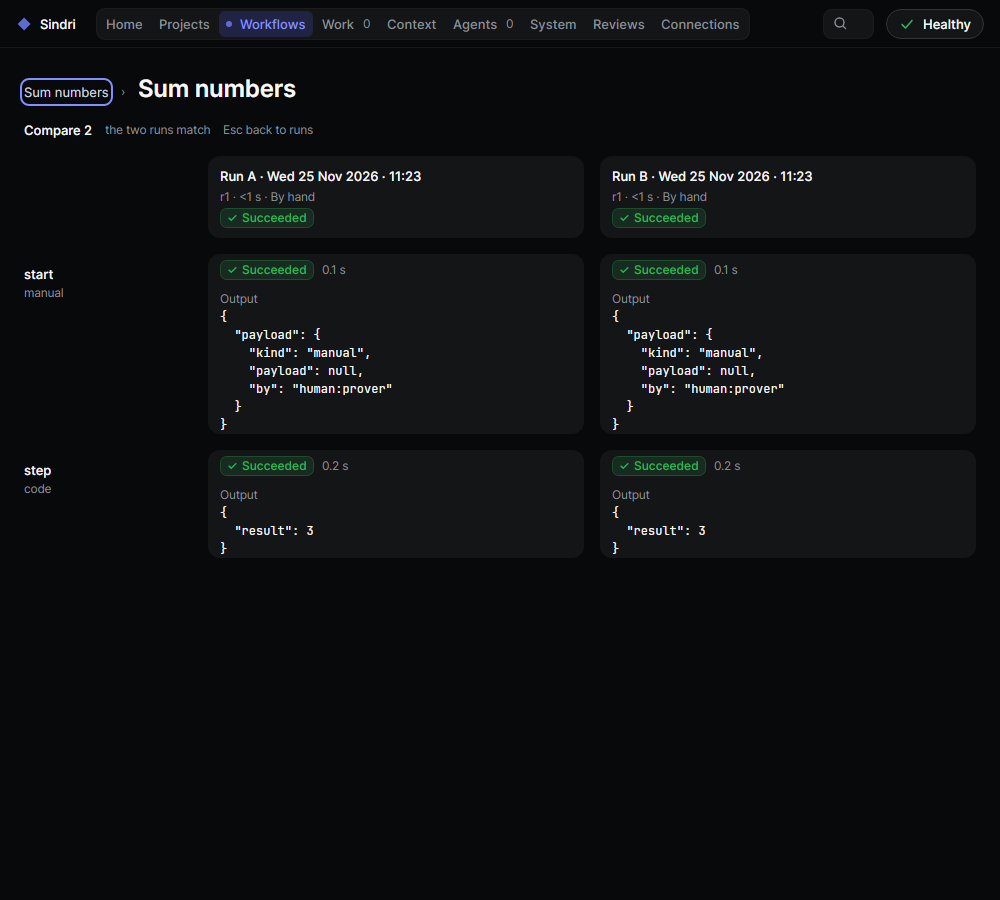 Sindri Home Projects Workflows Work 0 Context Agents 0 System Reviews Connections Healthy
Sum numbers › Sum numbers
Compare 2 the two runs match Esc back to runs
Run A · Wed 25 Nov 2026 · 11:23
r1 · <1 s · By hand
Succeeded
Run B · Wed 25 Nov 2026 · 11:23
r1 · <1 s · By hand
Succeeded
start
manual
Succeeded 0.1 s
Output
{
  "payload": {
    "kind": "manual",
    "payload": null,
    "by": "human:prover"
  }
}
Succeeded 0.1 s
Output
{
  "payload": {
    "kind": "manual",
    "payload": null,
    "by": "human:prover"
  }
}
step
code
Succeeded 0.2 s
Output
{
  "result": 3
}
Succeeded 0.2 s
Output
{
  "result": 3
}